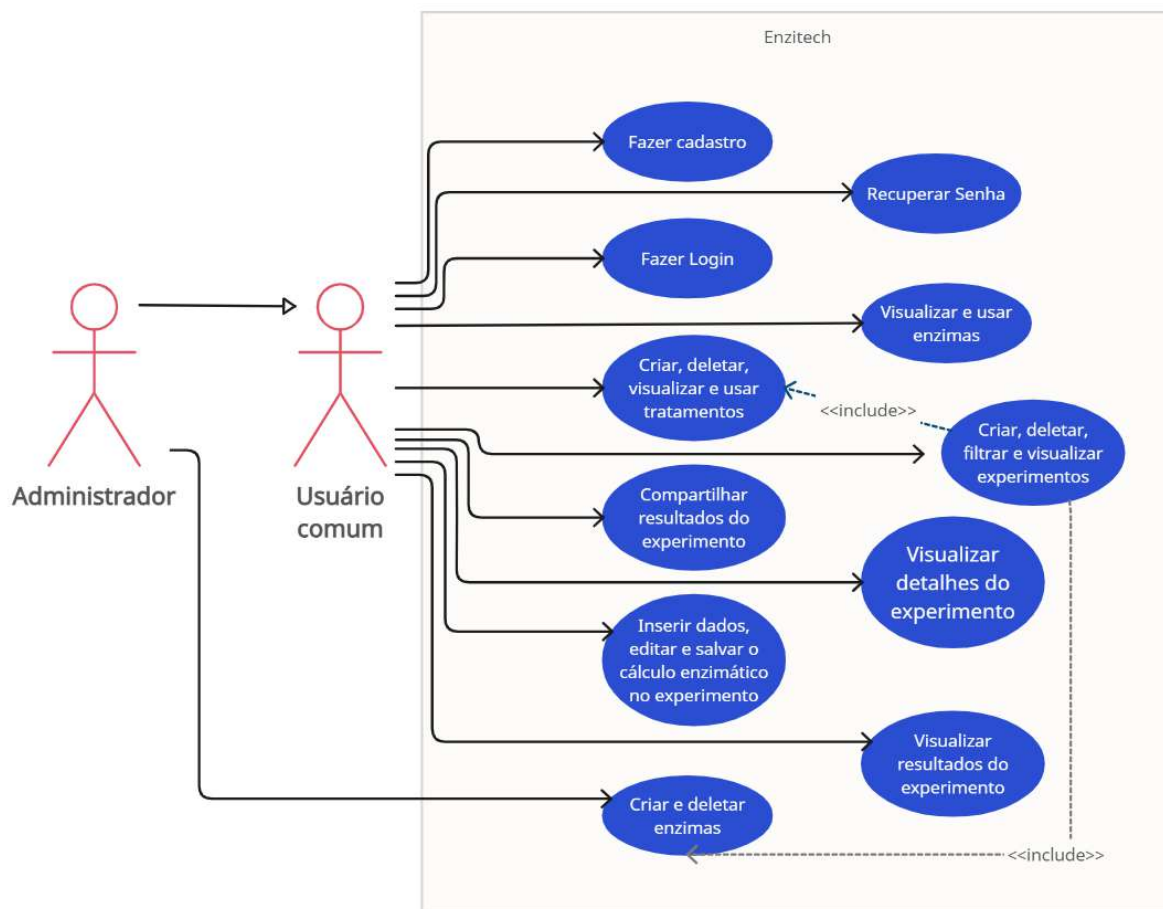 Enzitech
Fazer cadastro
Recuperar Senha
Fazer Login
Visualizar e usar
enzimas
Criar, deletar,
visualizar e usar
tratamentos
<<include>>
Criar, deletar,
filtrar e visualizar
experimentos
Administrador
Usuário
comum
Compartilhar
resultados do
experimento
Visualizar
detalhes do
experimento
Inserir dados,
editar e salvar o
cálculo enzimático
no experimento
Visualizar
resultados do
experimento
Criar e deletar
enzimas
<<include>>